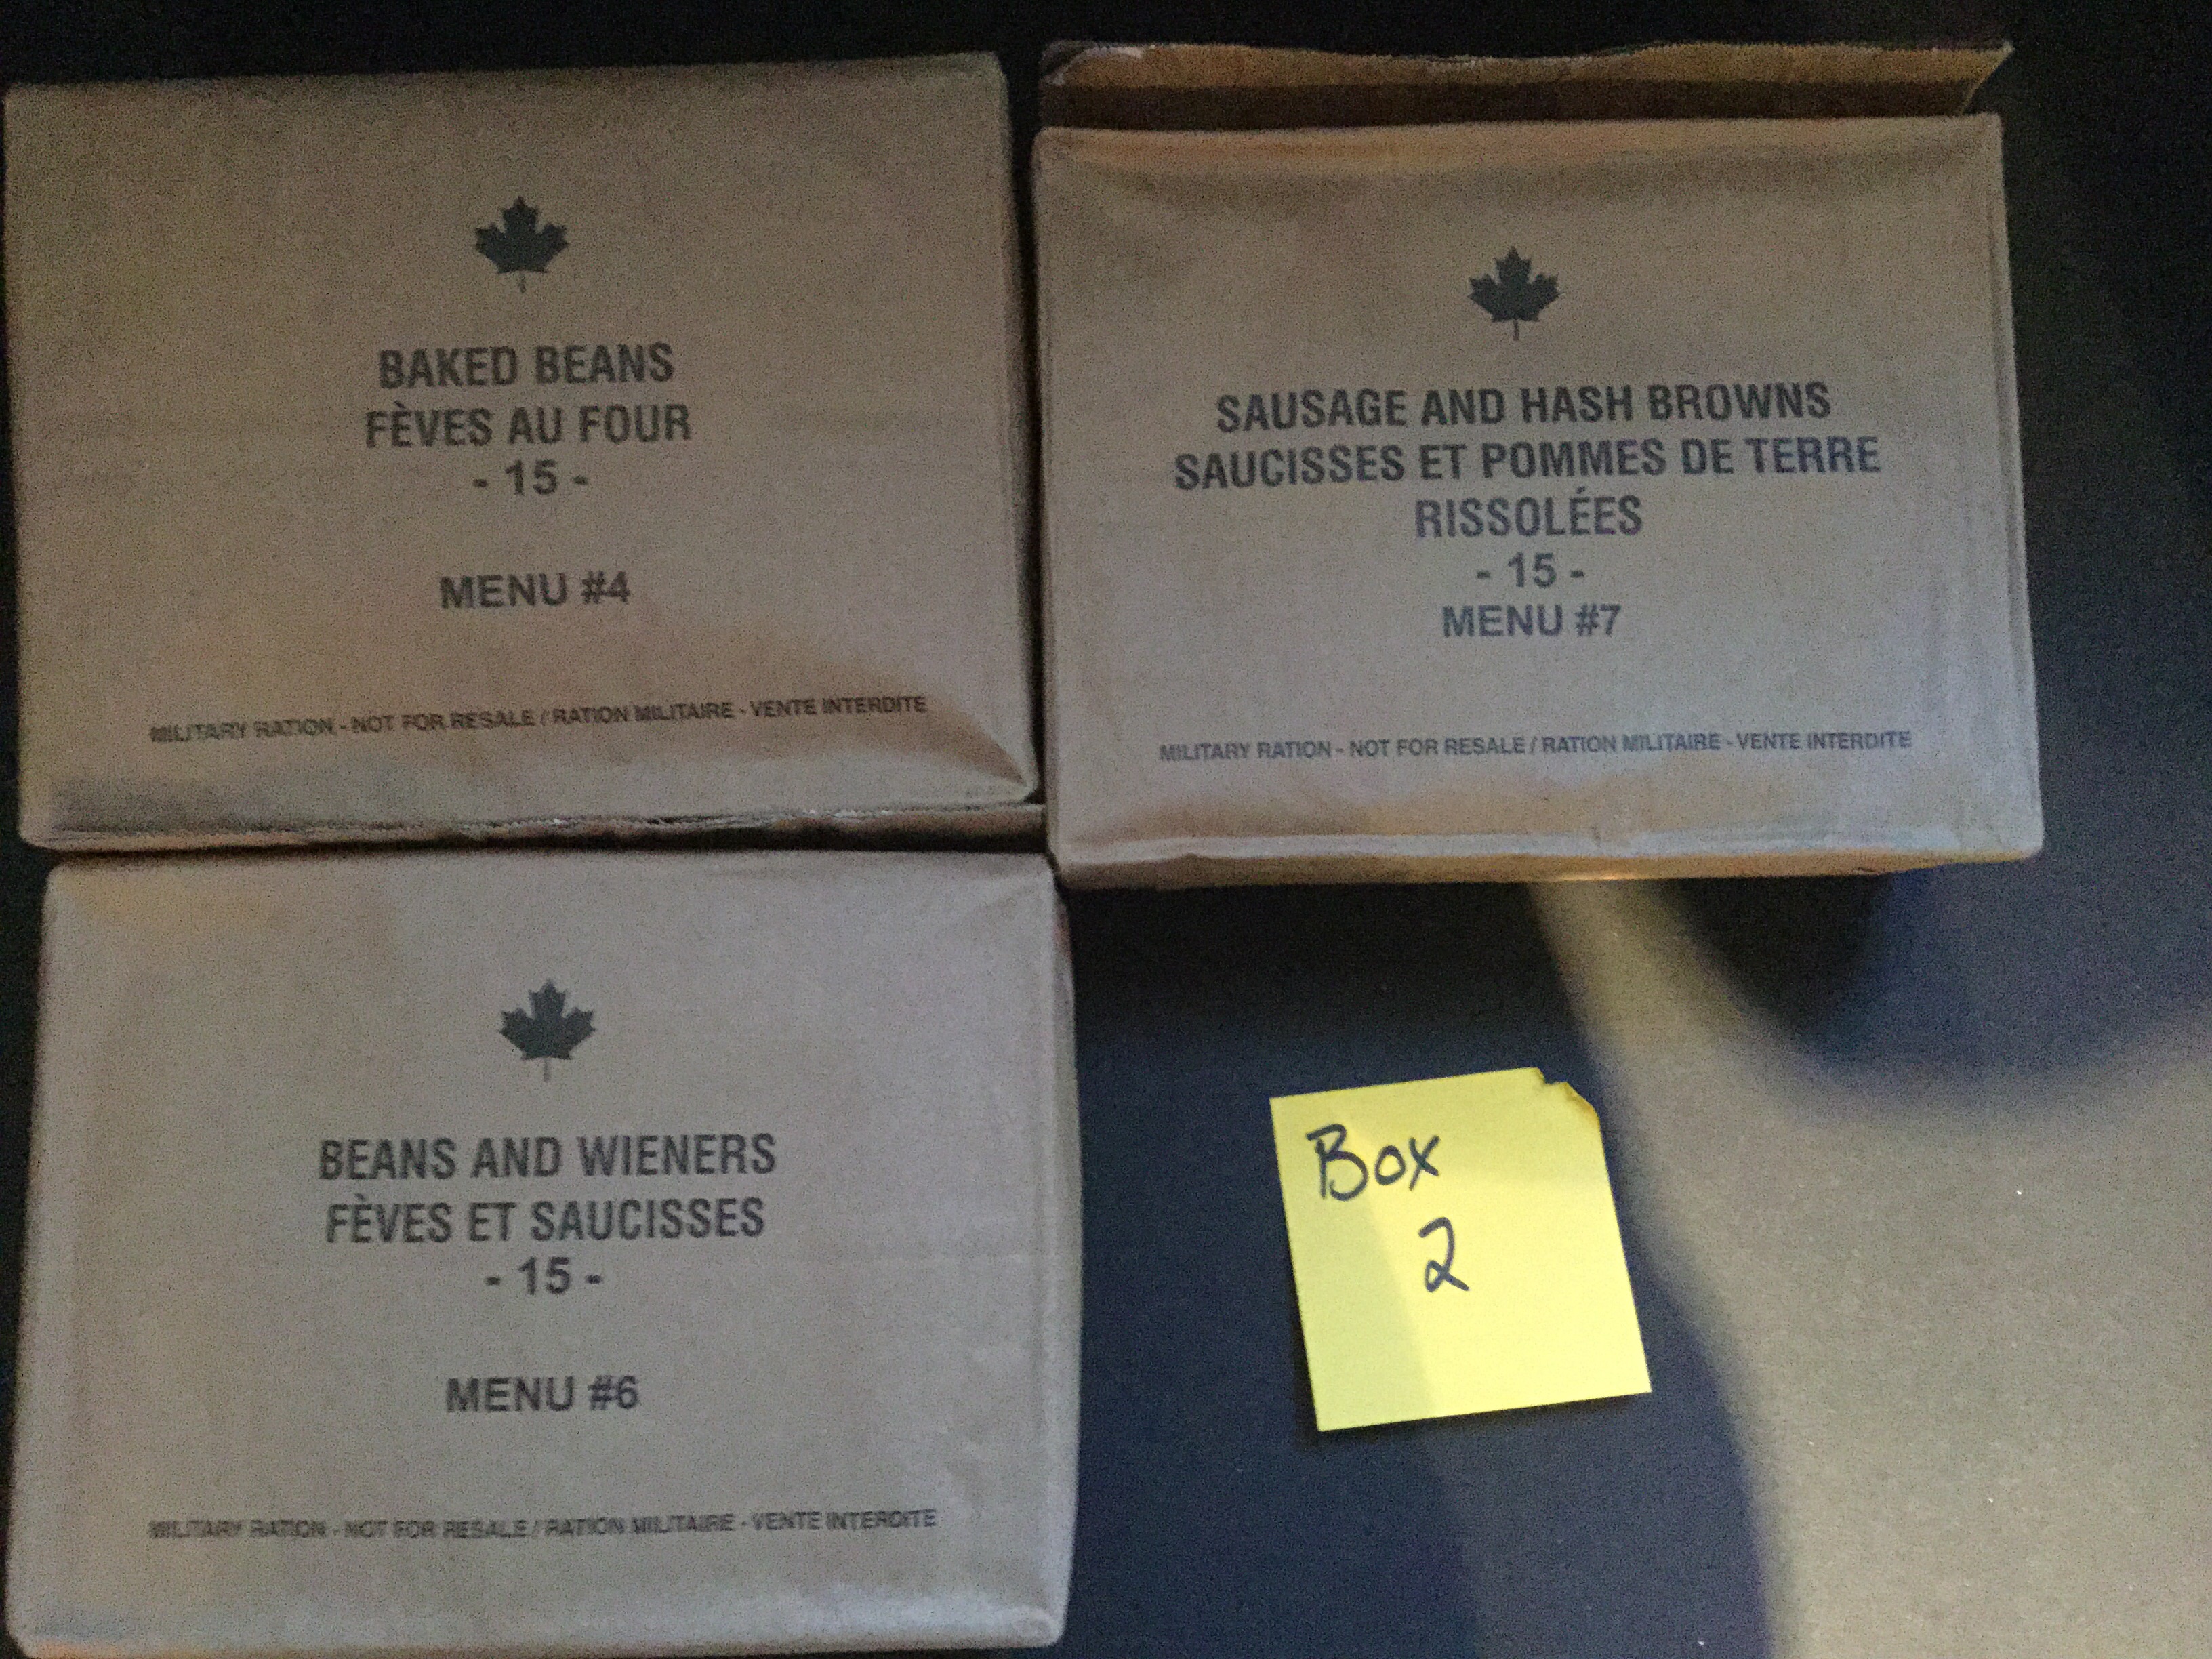 BAKED BEANS
FÈVES AU FOUR
- 15 -
MENU #4
MILITARY RATION - NOT FOR RESALE / RATION MILITAIRE - VENTE INTERDITE
SAUSAGE AND HASH BROWNS
SAUCISSES ET POMMES DE TERRE
RISSOLÉES
- 15 -
MENU #7
MILITARY RATION - NOT FOR RESALE / RATION MILITAIRE - VENTE INTERDITE
BEANS AND WIENERS
FÈVES ET SAUCISSES
- 15 -
MENU #6
MILITARY RATION - NOT FOR RESALE / RATION MILITAIRE - VENTE INTERDITE
Box
2